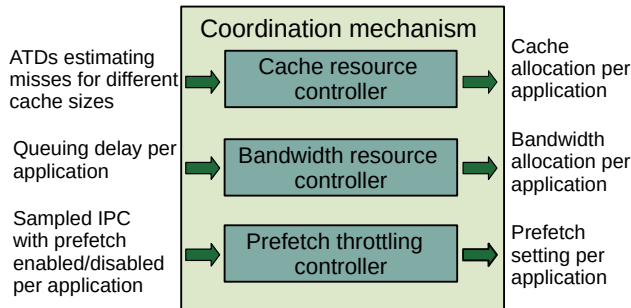 Coordination mechanism
ATDs estimating
misses for different
cache sizes
Cache resource
controller
Cache
allocation per
application
Queuing delay per
application
Bandwidth resource
controller
Bandwidth
allocation per
application
Sampled IPC
with prefetch
enabled/disabled
per application
Prefetch throttling
controller
Prefetch
setting per
application